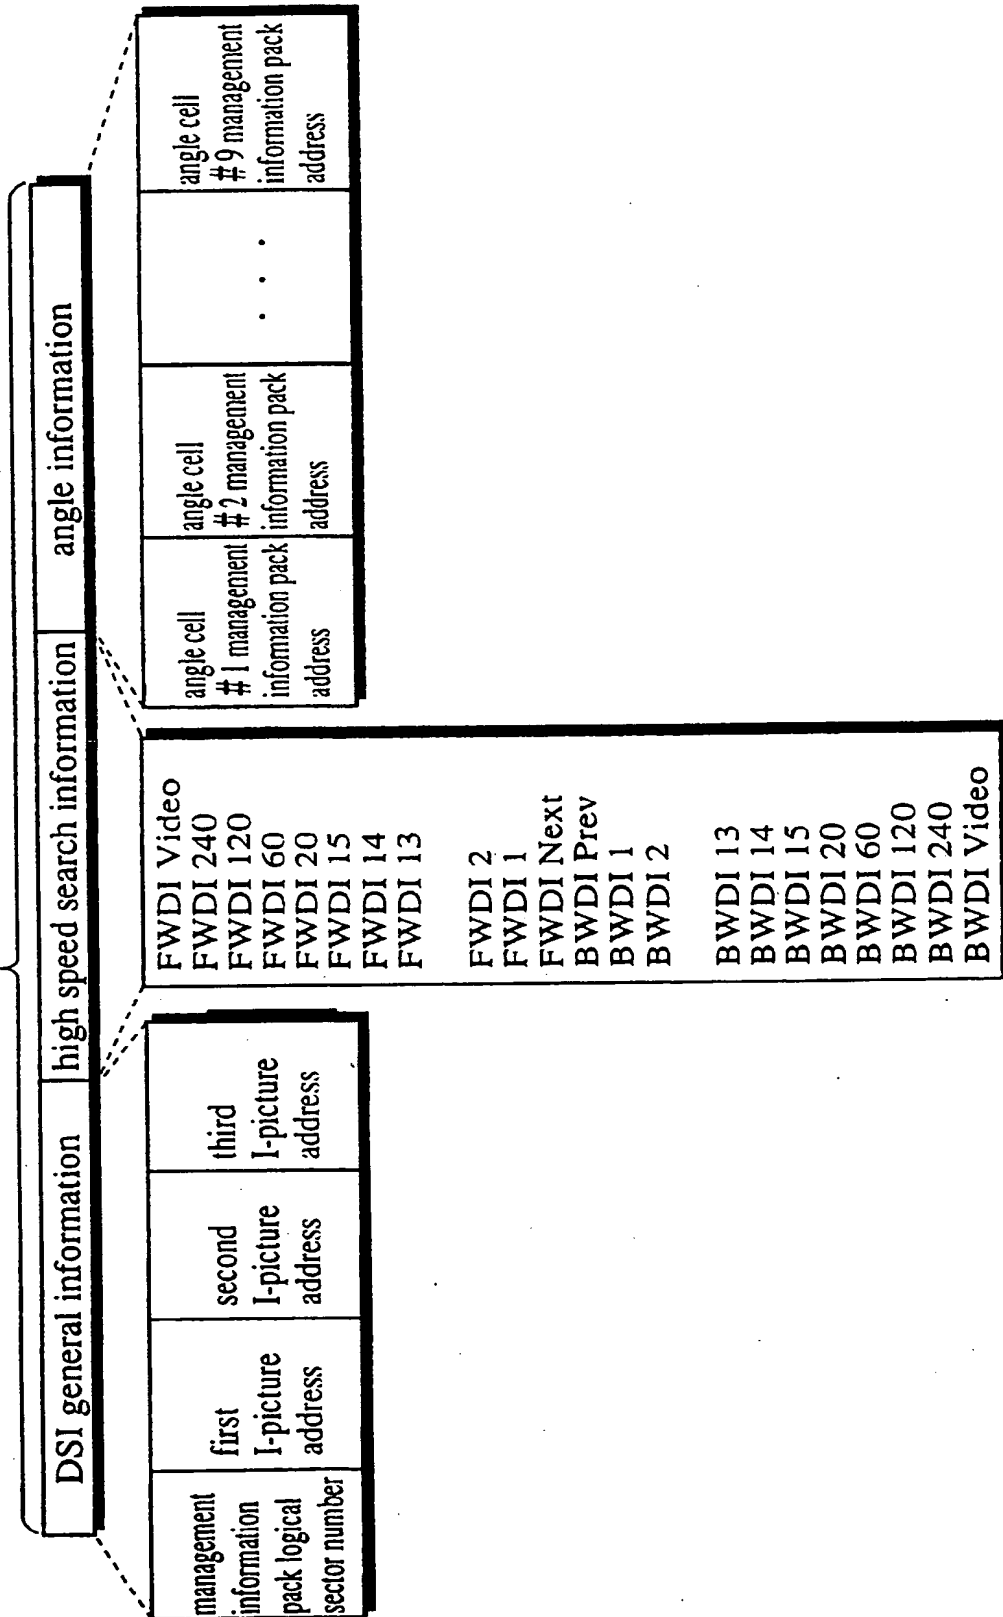 DSI general information
high speed search information
angle information
management
information
pack logical
sector number
first
I-picture
address
second
I-picture
address
third
I-picture
address
FWDI Video
FWDI 240
FWDI 120
FWDI 60
FWDI 20
FWDI 15
FWDI 14
FWDI 13
FWDI 2
FWDI 1
FWDI Next
BWDI Prev
BWDI 1
BWDI 2
BWDI 13
BWDI 14
BWDI 15
BWDI 20
BWDI 60
BWDI 120
BWDI 240
BWDI Video
angle cell
#1 management
information pack
address
angle cell
#2 management
information pack
address
. . .
angle cell
#9 management
information pack
address